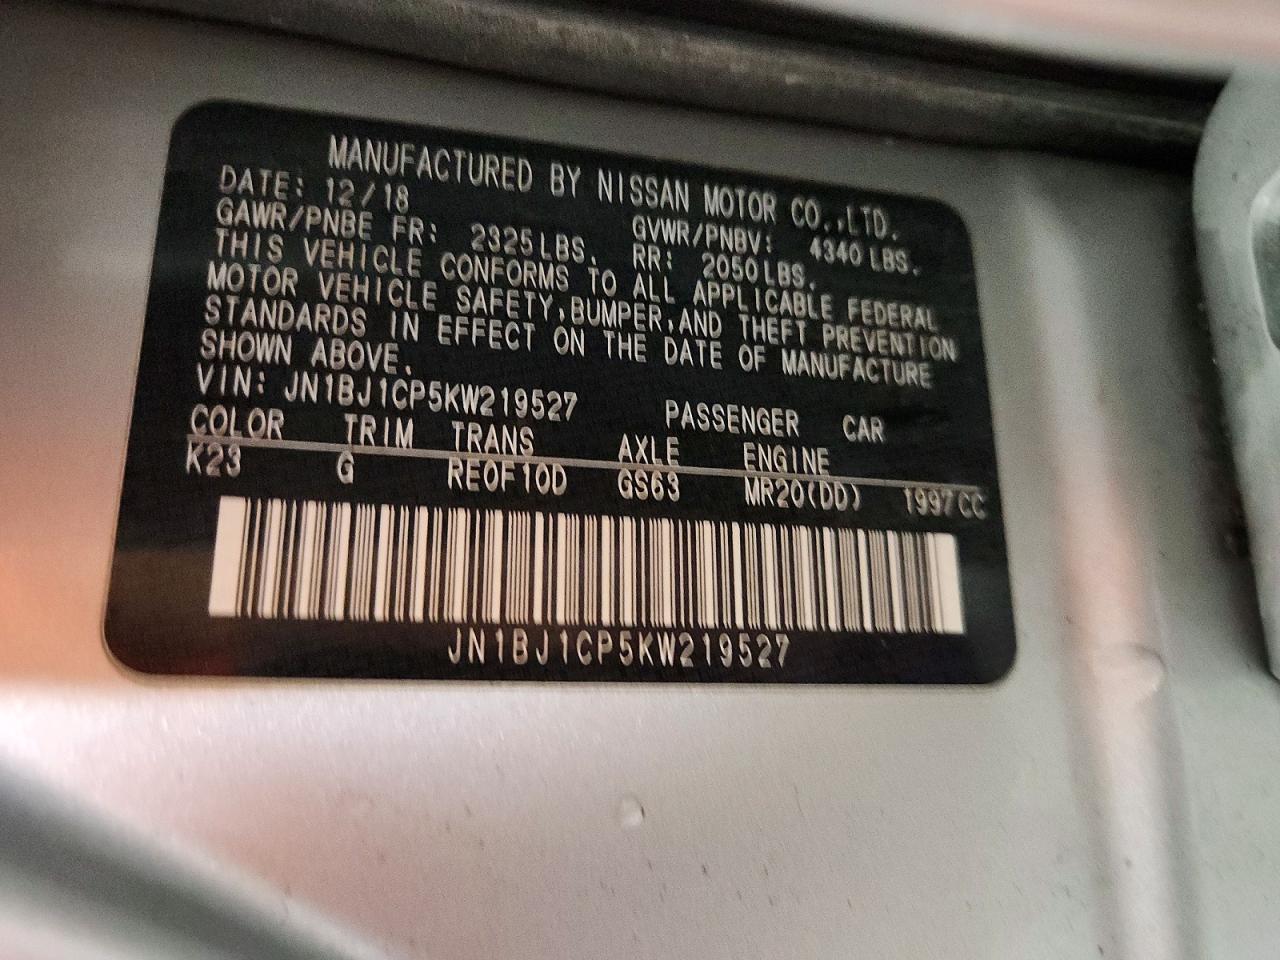 MANUFACTURED BY NISSAN MOTOR CO.,LTD.
DATE: 12/18
GAWR/PNBE FR: 2325LBS. GVWR/PNBV: 4340 LBS.
RR: 2050LBS.
THIS VEHICLE CONFORMS TO ALL APPLICABLE FEDERAL
MOTOR VEHICLE SAFETY,BUMPER,AND THEFT PREVENTION
STANDARDS IN EFFECT ON THE DATE OF MANUFACTURE
SHOWN ABOVE.
VIN: JN1BJ1CP5KW219527 PASSENGER CAR
COLOR TRIM TRANS AXLE ENGINE
K23 G RE0F10D GS63 MR20(DD) 1997CC
JN1BJ1CP5KW219527